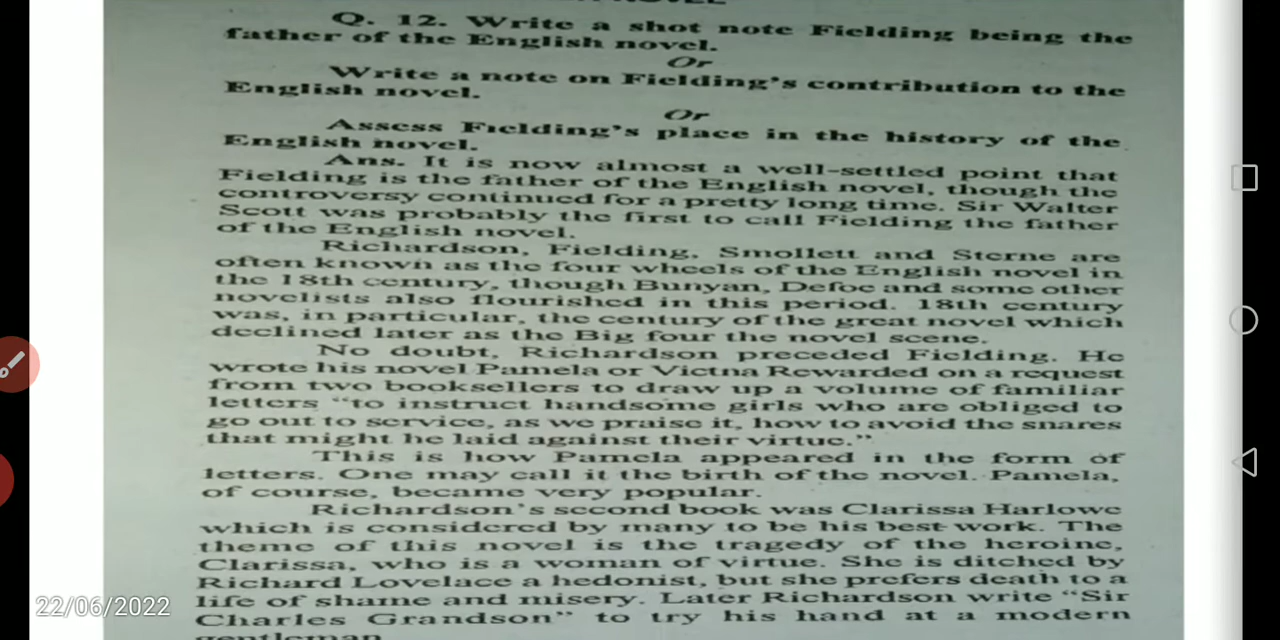 Q. 12. Write a shot note Fielding being the
father of the English novel.
Or
Write a note on Fielding's contribution to the
English novel.
Or
Assess Fielding's place in the history of the
English novel.
Ans. It is now almost a well-settled point that
Fielding is the father of the English novel, though the
controversy continued for a pretty long time. Sir Walter
Scott was probably the first to call Fielding the father
of the English novel.
Richardson, Fielding, Smollett and Sterne are
often known as the four wheels of the English novel in
the 18th century, though Bunyan, Defoe and some other
novelists also flourished in this period. 18th century
was, in particular, the century of the great novel which
declined later as the Big four the novel scene.
No doubt, Richardson preceded Fielding. He
wrote his novel Pamela or Victna Rewarded on a request
from two booksellers to draw up a volume of familiar
letters "to instruct handsome girls who are obliged to
go out to service, as we praise it, how to avoid the snares
that might he laid against their virtue."
This is how Pamela appeared in the form of
letters. One may call it the birth of the novel. Pamela,
of course, became very popular.
Richardson's second book was Clarissa Harlowe
which is considered by many to be his best work. The
theme of this novel is the tragedy of the heroine,
Clarissa, who is a woman of virtue. She is ditched by
Richard Lovelace a hedonist, but she prefers death to a
life of shame and misery. Later Richardson write "Sir
Charles Grandson" to try his hand at a modern
gentleman
22/06/2022